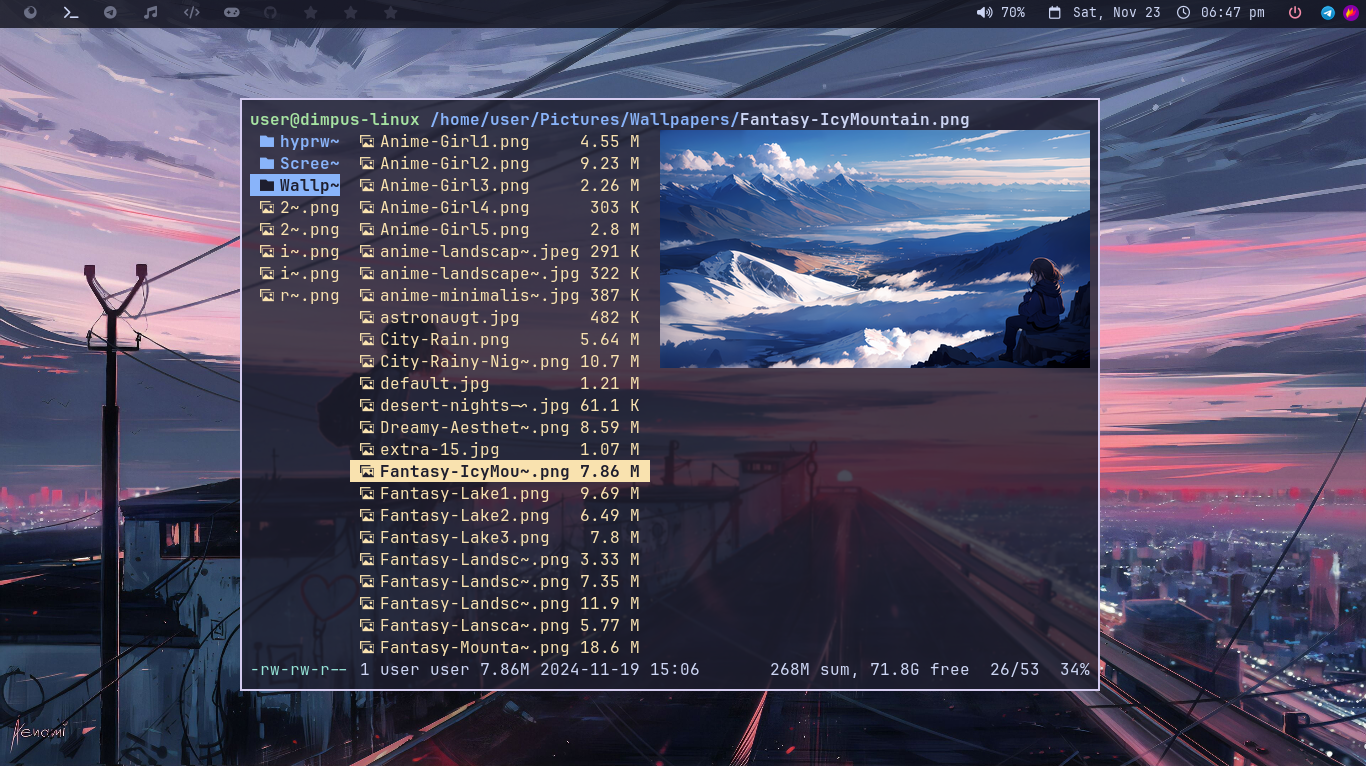 70% Sat, Nov 23 06:47 pm
user@dimpus-linux /home/user/Pictures/Wallpapers/Fantasy-IcyMountain.png
hyprw~ Anime-Girl1.png 4.55 M
Scree~ Anime-Girl2.png 9.23 M
Wallp~ Anime-Girl3.png 2.26 M
2~.png Anime-Girl4.png 303 K
2~.png Anime-Girl5.png 2.8 M
i~.png anime-landscap~.jpeg 291 K
i~.png anime-landscape~.jpg 322 K
r~.png anime-minimalis~.jpg 387 K
astronaugt.jpg 482 K
City-Rain.png 5.64 M
City-Rainy-Nig~.png 10.7 M
default.jpg 1.21 M
desert-nights-~.jpg 61.1 K
Dreamy-Aesthet~.png 8.59 M
extra-15.jpg 1.07 M
Fantasy-IcyMou~.png 7.86 M
Fantasy-Lake1.png 9.69 M
Fantasy-Lake2.png 6.49 M
Fantasy-Lake3.png 7.8 M
Fantasy-Landsc~.png 3.33 M
Fantasy-Landsc~.png 7.35 M
Fantasy-Landsc~.png 11.9 M
Fantasy-Lansca~.png 5.77 M
Fantasy-Mounta~.png 18.6 M
-rw-rw-r-- 1 user user 7.86M 2024-11-19 15:06 268M sum, 71.8G free 26/53 34%